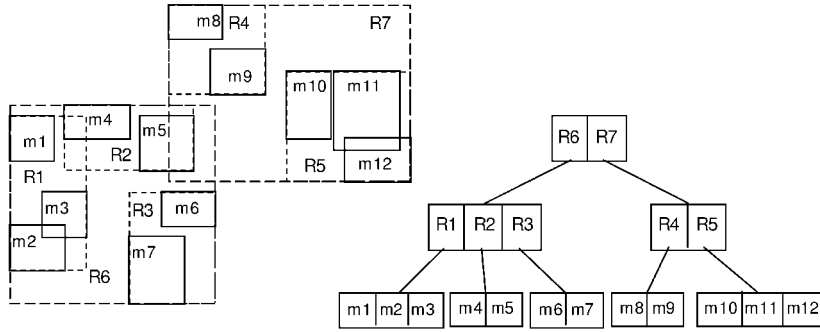 m8 R4 R7
m9
m10 m11
m4
m1 m5
R2
R1 R5 m12
m3 R3 m6
m2 m7
R6
R6 R7
R1 R2 R3 R4 R5
m1 m2 m3 m4 m5 m6 m7 m8 m9 m10 m11 m12